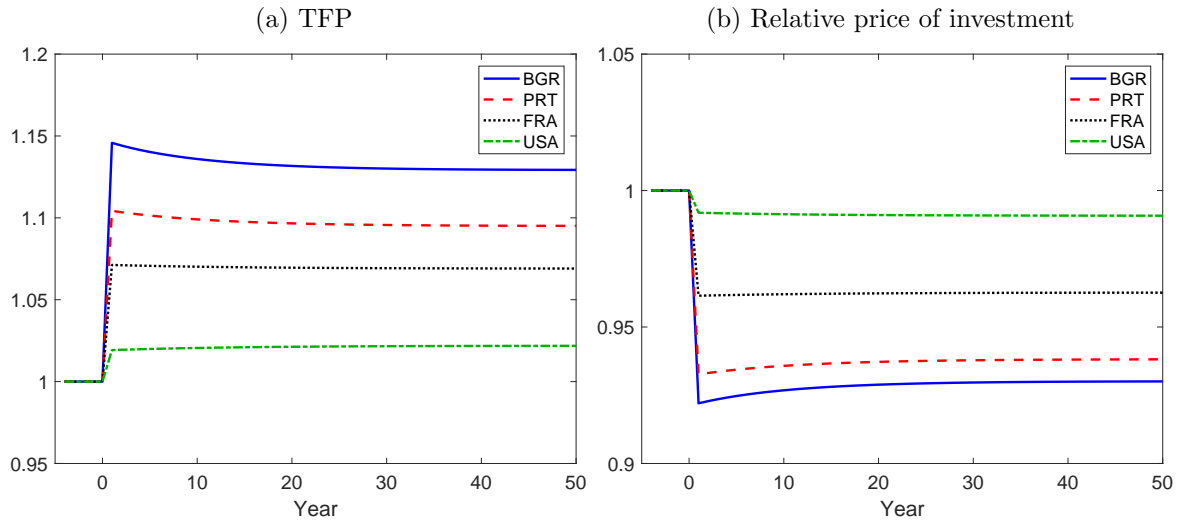 (a) TFP
1.2
1.15
1.1
1.05
1
0.95
0
10
20
30
40
50
Year
BGR
PRT
FRA
USA
(b) Relative price of investment
1.05
1
0.95
0.9
0
10
20
30
40
50
Year
BGR
PRT
FRA
USA